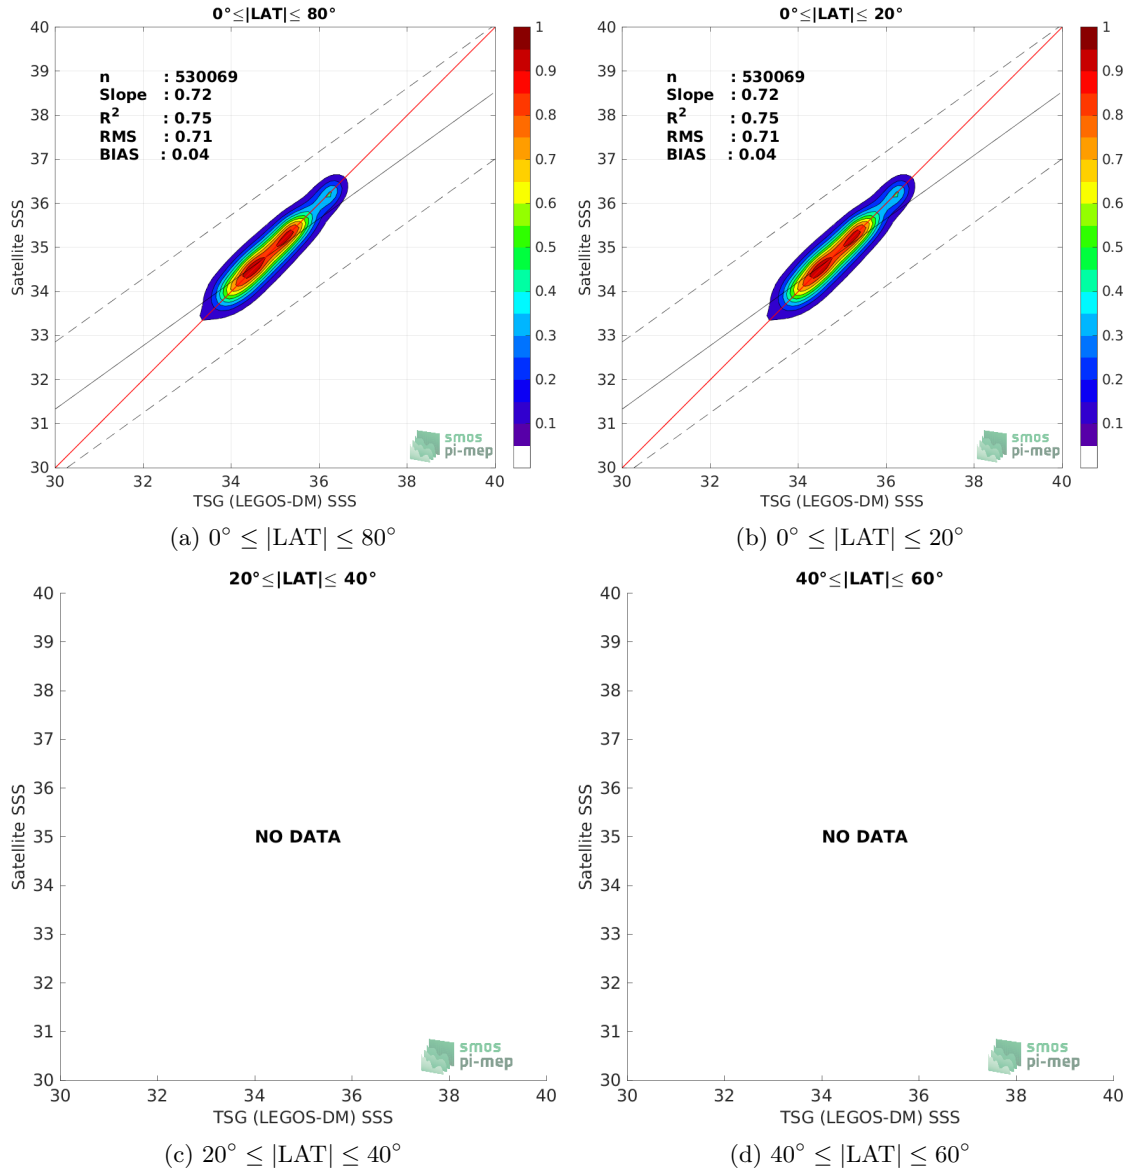 0°≤|LAT|≤ 80°
40
39
38
37
36
35
34
33
32
31
30
Satellite SSS
n : 530069
Slope : 0.72
R² : 0.75
RMS : 0.71
BIAS : 0.04
smos
pi-mep
30 32 34 36 38 40
TSG (LEGOS-DM) SSS
1
0.9
0.8
0.7
0.6
0.5
0.4
0.3
0.2
0.1
(a) 0° ≤ |LAT| ≤ 80°
0°≤|LAT|≤ 20°
40
39
38
37
36
35
34
33
32
31
30
Satellite SSS
n : 530069
Slope : 0.72
R² : 0.75
RMS : 0.71
BIAS : 0.04
smos
pi-mep
30 32 34 36 38 40
TSG (LEGOS-DM) SSS
1
0.9
0.8
0.7
0.6
0.5
0.4
0.3
0.2
0.1
(b) 0° ≤ |LAT| ≤ 20°
20°≤|LAT|≤ 40°
40
39
38
37
36
35
34
33
32
31
30
Satellite SSS
NO DATA
smos
pi-mep
30 32 34 36 38 40
TSG (LEGOS-DM) SSS
(c) 20° ≤ |LAT| ≤ 40°
40°≤|LAT|≤ 60°
40
39
38
37
36
35
34
33
32
31
30
Satellite SSS
NO DATA
smos
pi-mep
30 32 34 36 38 40
TSG (LEGOS-DM) SSS
(d) 40° ≤ |LAT| ≤ 60°